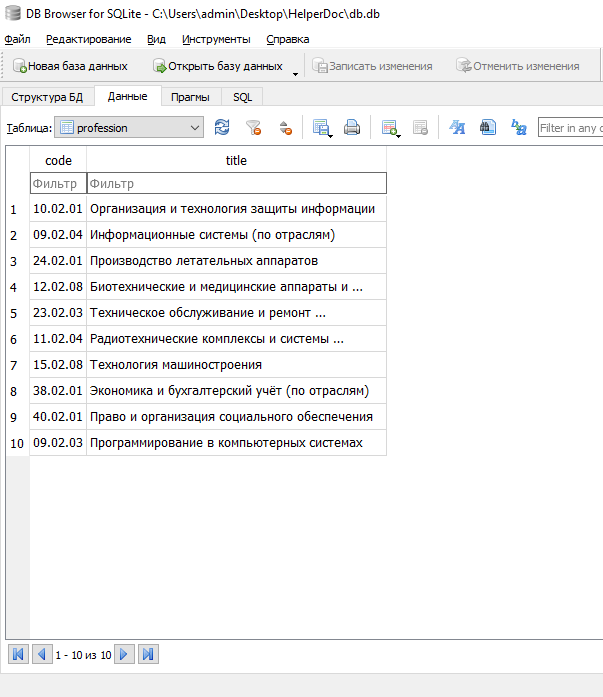 DB Browser for SQLite - C:\Users\admin\Desktop\HelperDoc\db.db
Файл Редактирование Вид Инструменты Справка
Новая база данных Открыть базу данных Записать изменения Отменить изменения
Структура БД Данные Прагмы SQL
Таблица: profession Filter in any c
code title
Фильтр Фильтр
1 10.02.01 Организация и технология защиты информации
2 09.02.04 Информационные системы (по отраслям)
3 24.02.01 Производство летательных аппаратов
4 12.02.08 Биотехнические и медицинские аппараты и ...
5 23.02.03 Техническое обслуживание и ремонт ...
6 11.02.04 Радиотехнические комплексы и системы ...
7 15.02.08 Технология машиностроения
8 38.02.01 Экономика и бухгалтерский учёт (по отраслям)
9 40.02.01 Право и организация социального обеспечения
10 09.02.03 Программирование в компьютерных системах
1 - 10 из 10